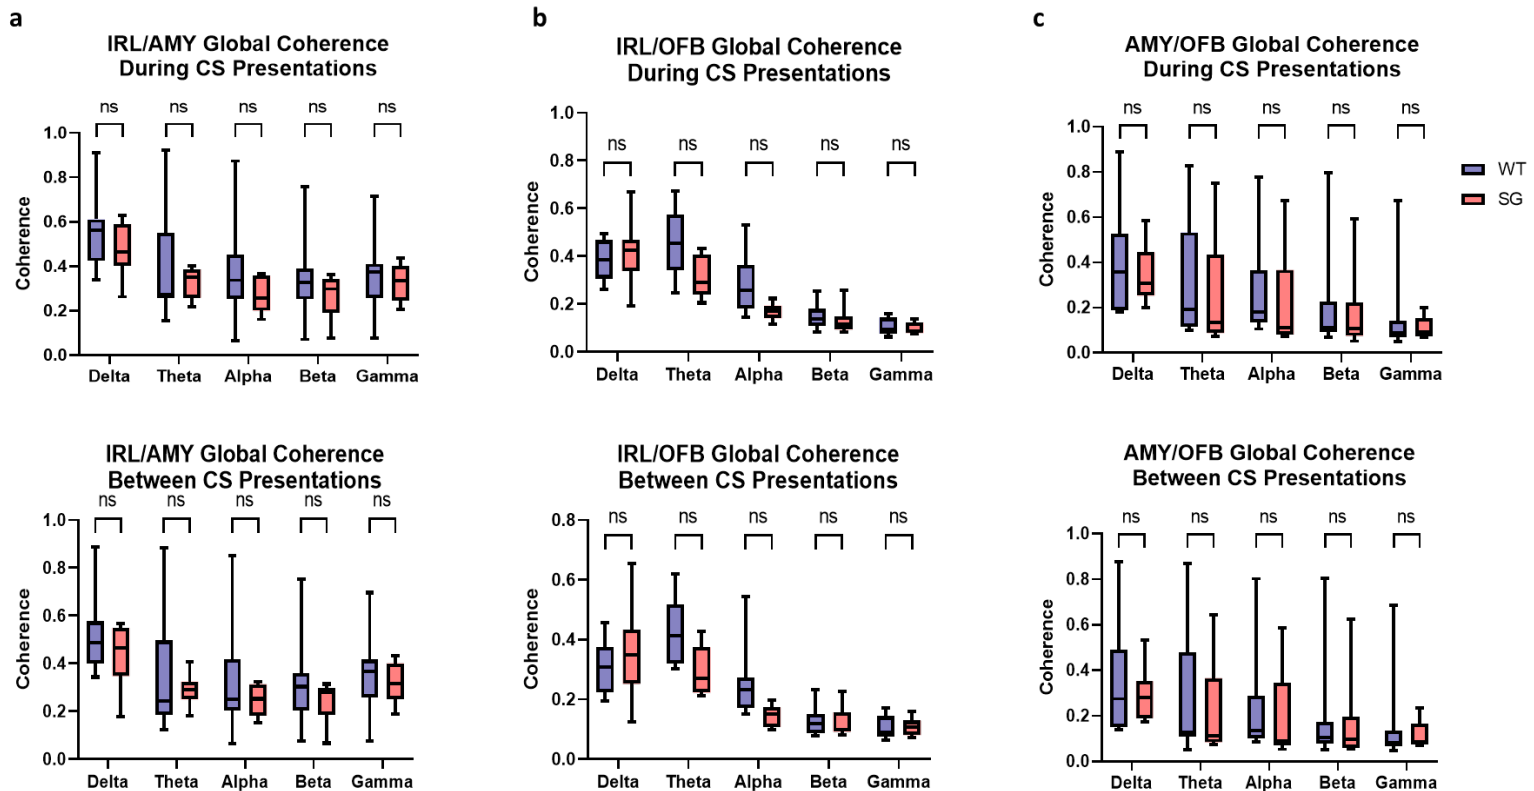 a
IRL/AMY Global Coherence
During CS Presentations
ns ns ns ns ns
1.0
0.8
0.6
0.4
0.2
0.0
Coherence
Delta Theta Alpha Beta Gamma
IRL/AMY Global Coherence
Between CS Presentations
ns ns ns ns ns
1.0
0.8
0.6
0.4
0.2
0.0
Coherence
Delta Theta Alpha Beta Gamma
b
IRL/OFB Global Coherence
During CS Presentations
ns ns ns ns ns
1.0
0.8
0.6
0.4
0.2
0.0
Coherence
Delta Theta Alpha Beta Gamma
IRL/OFB Global Coherence
Between CS Presentations
ns ns ns ns ns
0.8
0.6
0.4
0.2
0.0
Coherence
Delta Theta Alpha Beta Gamma
c
AMY/OFB Global Coherence
During CS Presentations
ns ns ns ns ns
1.0
0.8
0.6
0.4
0.2
0.0
Coherence
Delta Theta Alpha Beta Gamma
WT
SG
AMY/OFB Global Coherence
Between CS Presentations
ns ns ns ns ns
1.0
0.8
0.6
0.4
0.2
0.0
Coherence
Delta Theta Alpha Beta Gamma